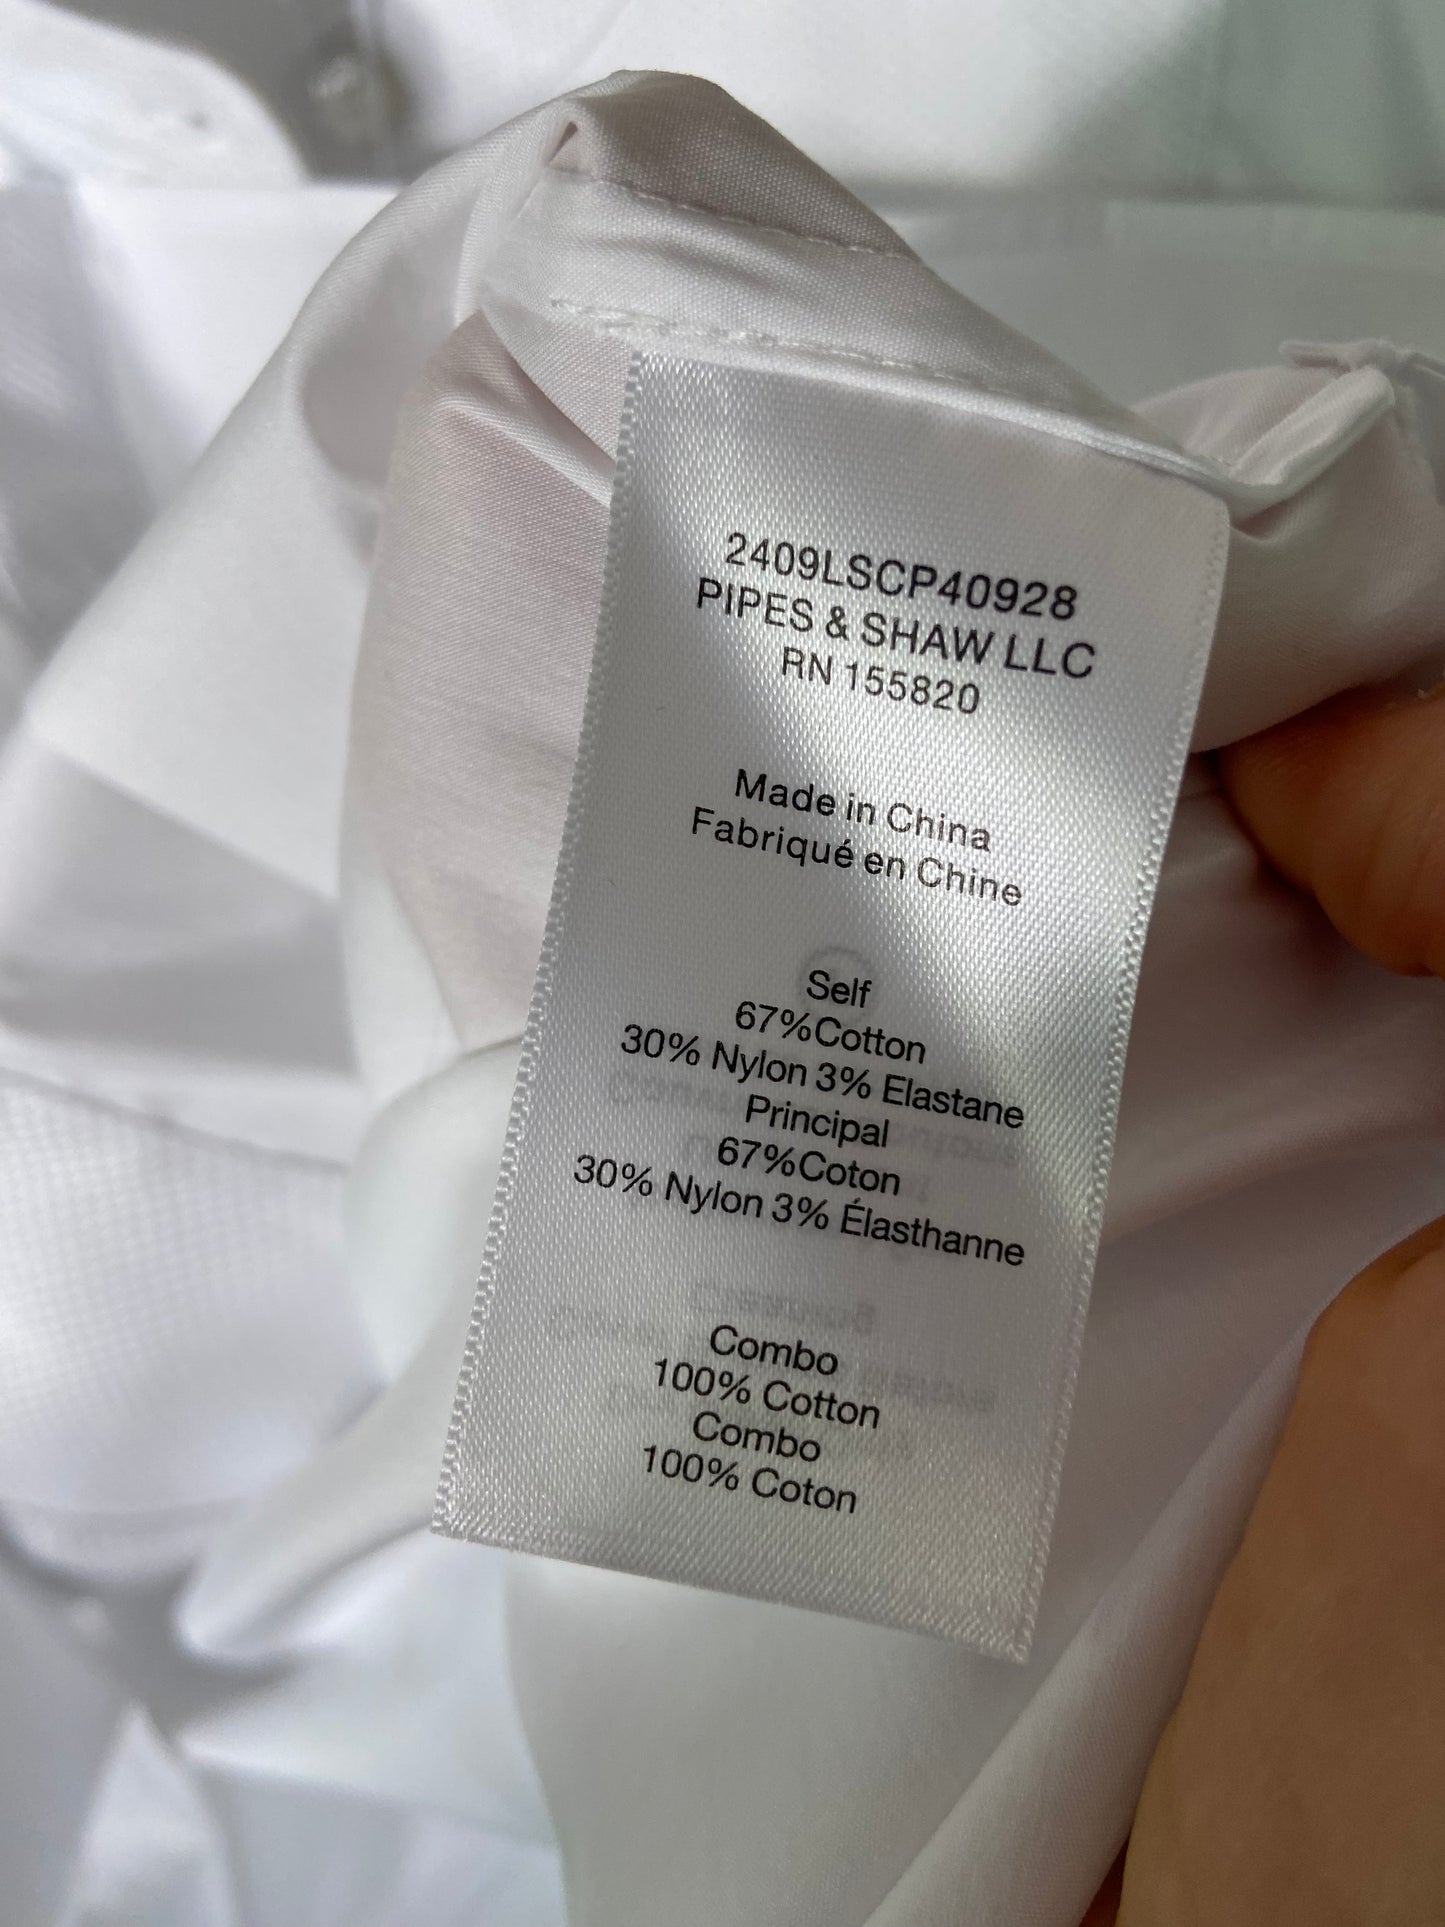 2409LSCP40928
PIPES & SHAW LLC
RN 155820
Made in China
Fabriqué en Chine
Self
67%Cotton
30% Nylon 3% Elastane
Principal
67%Coton
30% Nylon 3% Élasthanne
Combo
100% Cotton
Combo
100% Coton